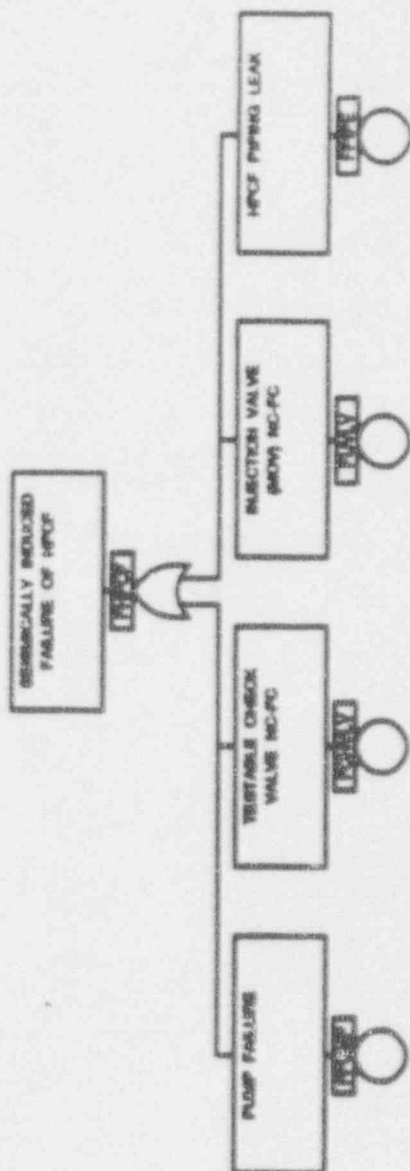 SEISMICALLY INDUCED
FAILURE OF HPCF
HPCF
PUMP FAILURE
TESTABLE CHECK
VALVE NC-FC
INJECTION VALVE
(MOV) NC-FC
HPCF PIPING LEAK